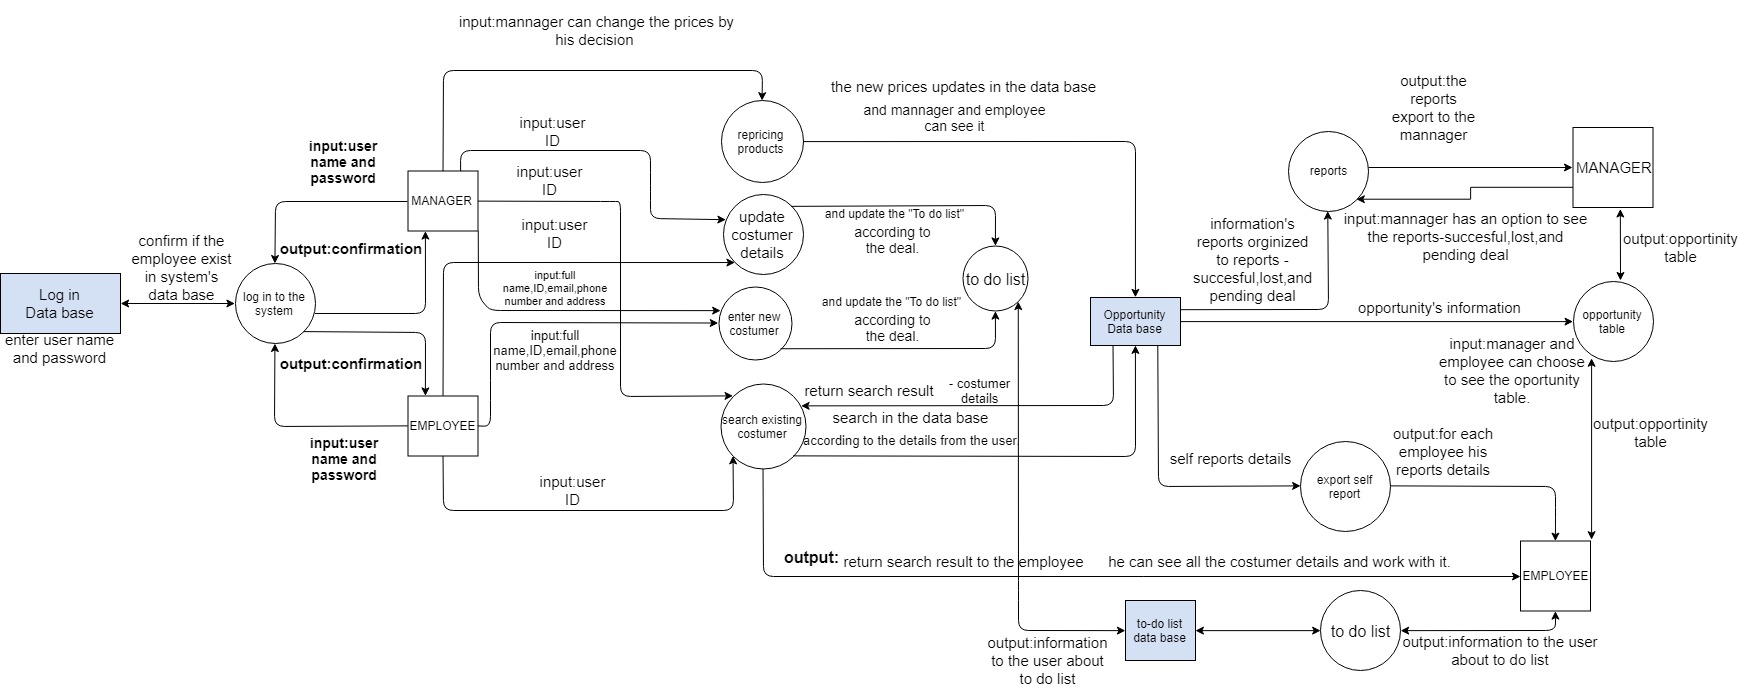 input:mannager can change the prices by
his decision
the new prices updates in the data base
and mannager and employee
can see it
output:the
reports
export to the
mannager
input:user
ID
input:user
name and
password
repricing
products
reports
MANAGER
input:user
ID
MANAGER
update
costumer
details
and update the "To do list"
according to
the deal.
input:user
ID
information's
reports orginized
to reports -
succesful,lost,and
pending deal
input:mannager has an option to see
the reports-succesful,lost,and
pending deal
output:opportinity
table
confirm if the
employee exist
in system's
data base
output:confirmation
input:full
name,ID,email,phone
number and address
to do list
Log in
Data base
enter user name
and password
log in to the
system
enter new
costumer
and update the "To do list"
according to
the deal.
Opportunity
Data base
opportunity's information
opportunity
table
input:full
name,ID,email,phone
number and address
output:confirmation
input:manager and
employee can choose
to see the oportunity
table.
return search result
- costumer
details
EMPLOYEE
search existing
costumer
search in the data base
according to the details from the user
output:opportinity
table
input:user
name and
password
self reports details
export self
report
output:for each
employee his
reports details
input:user
ID
output:
return search result to the employee
he can see all the costumer details and work with it.
EMPLOYEE
to-do list
data base
to do list
output:information
to the user about
to do list
output:information to the user
about to do list